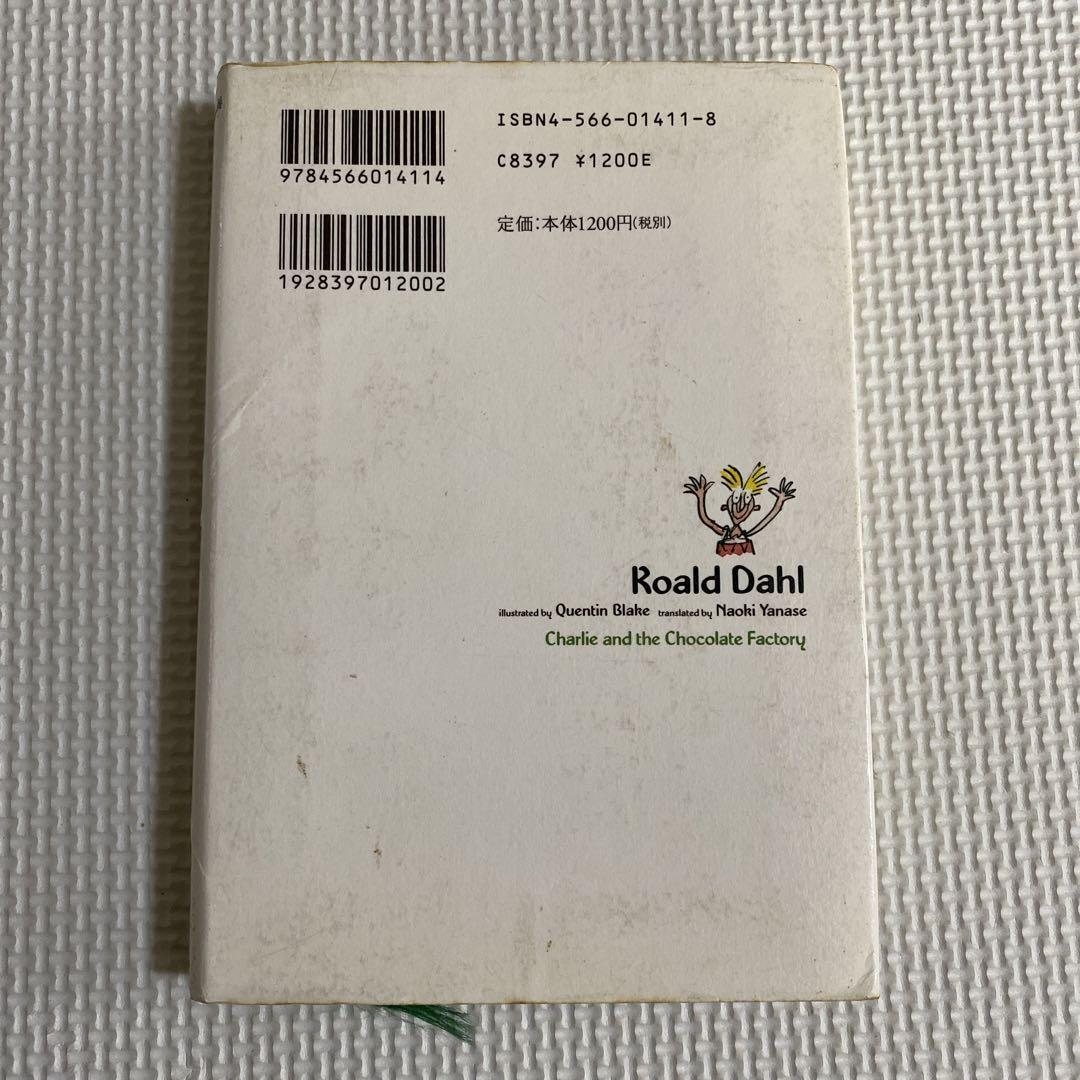 ISBN4-566-01411-8
9784566014114
C8397 ¥1200E
定価:本体1200円(税別)
1928397012002
Roald Dahl
illustrated by Quentin Blake translated by Naoki Yanase
Charlie and the Chocolate Factory